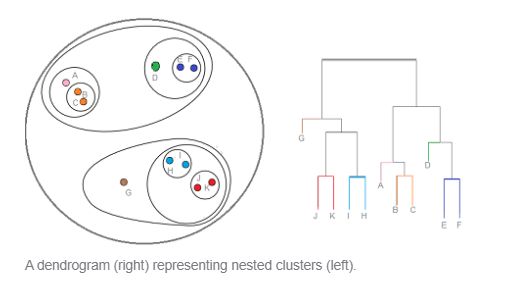 A
E F
D
B
C
I
H
J
K
G
G
D
A
B C
J K I H
E F
A dendrogram (right) representing nested clusters (left).